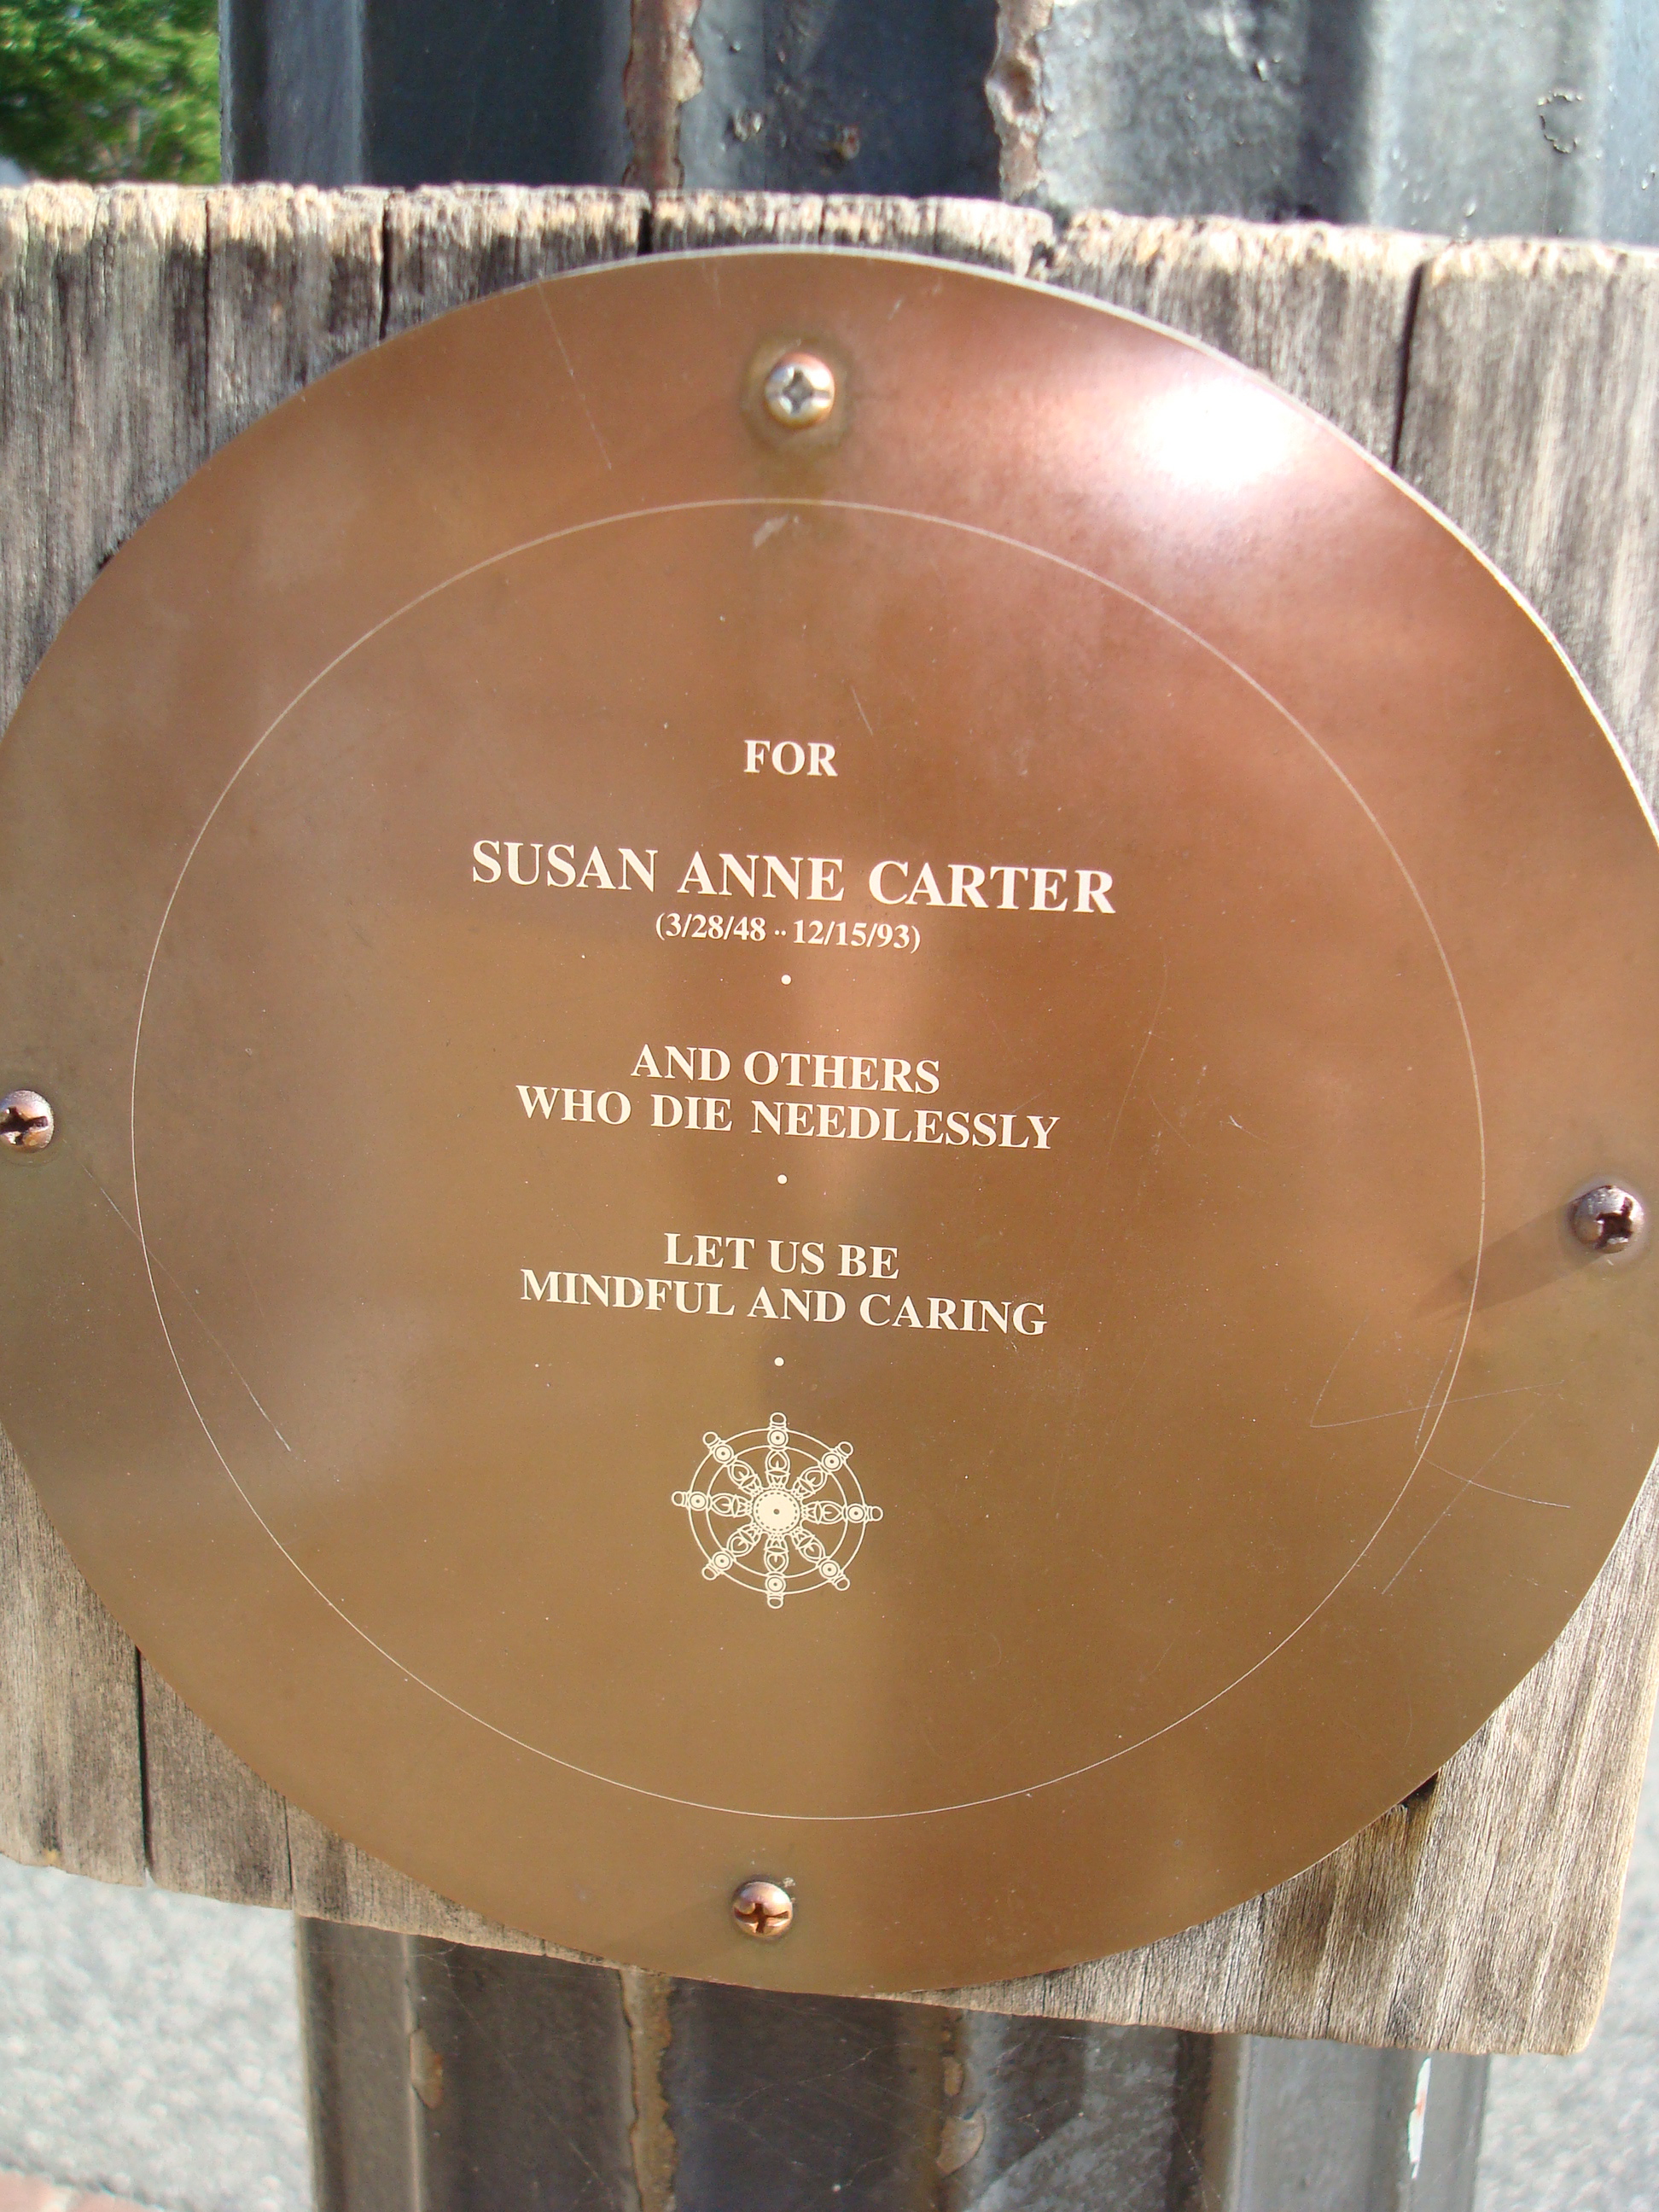 FOR
SUSAN ANNE CARTER
(3/28/48 ·· 12/15/93)
•
AND OTHERS
WHO DIE NEEDLESSLY
•
LET US BE
MINDFUL AND CARING
•